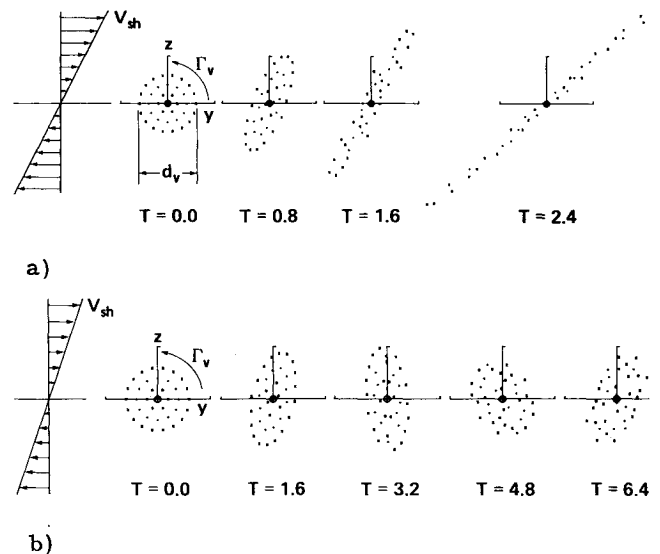 V_sh
z
Γ_v
y
d_v
T = 0.0 T = 0.8 T = 1.6 T = 2.4
a)
V_sh
z
Γ_v
y
T = 0.0 T = 1.6 T = 3.2 T = 4.8 T = 6.4
b)